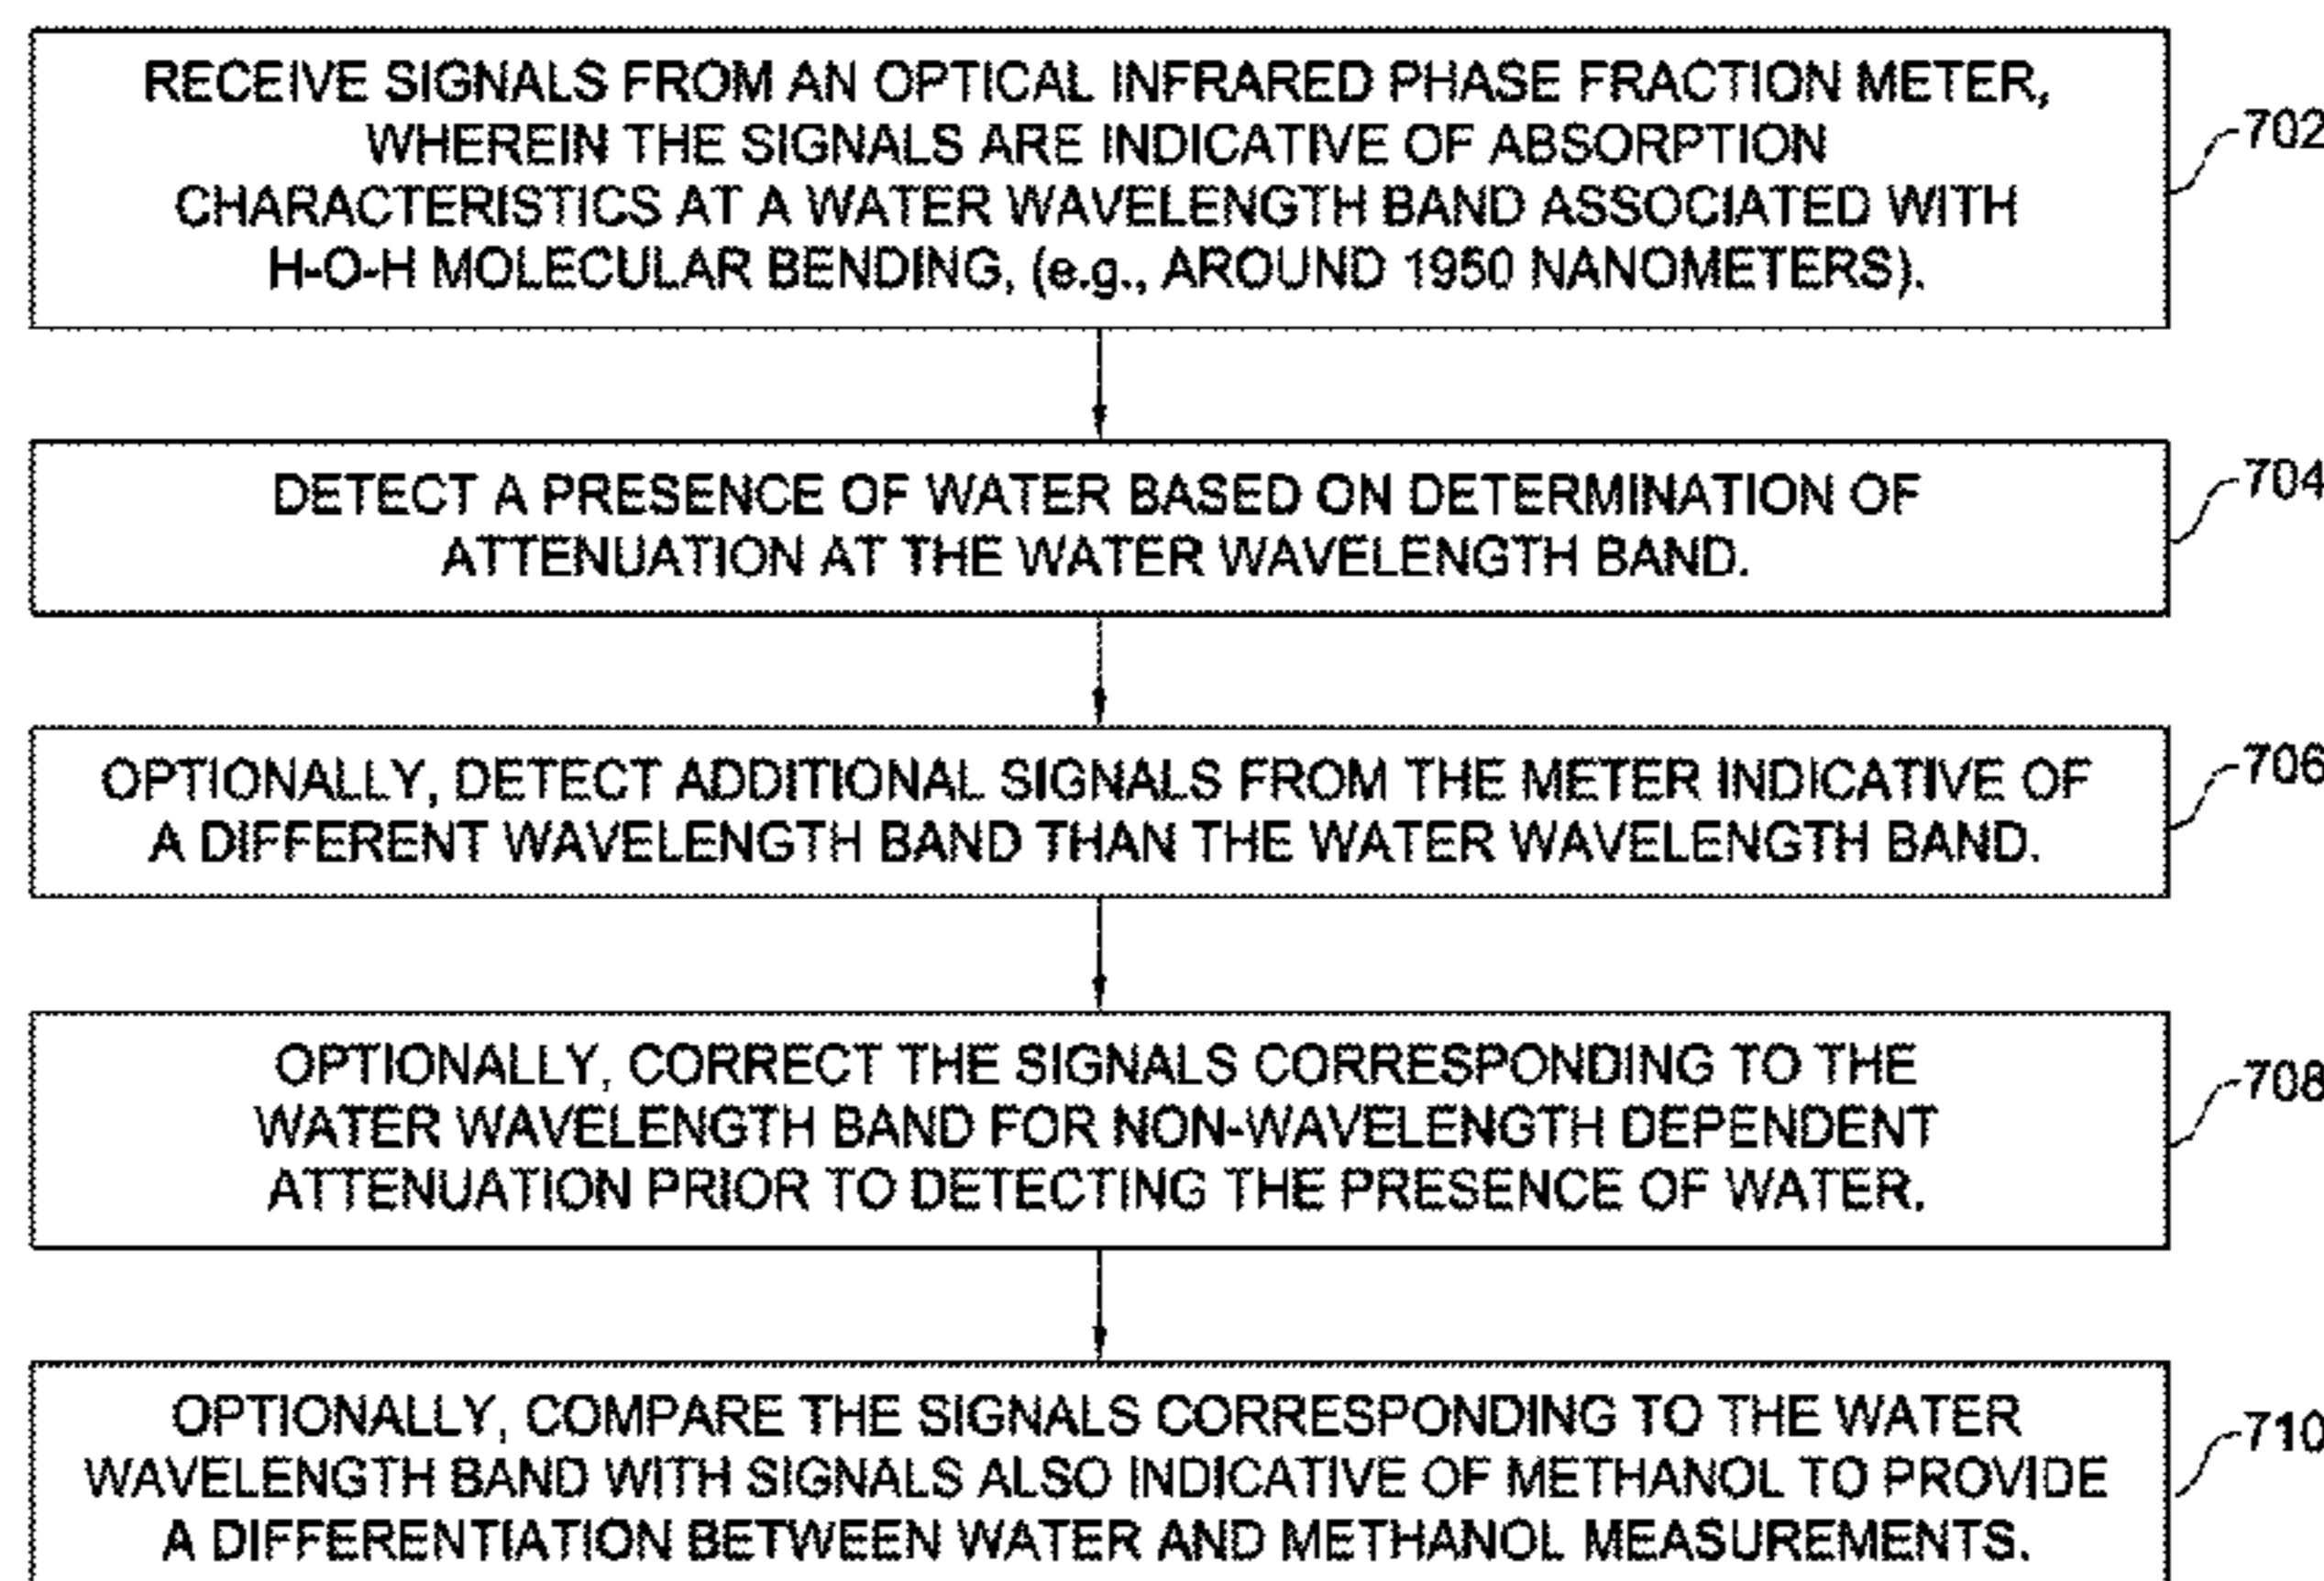 RECEIVE SIGNALS FROM AN OPTICAL INFRARED PHASE FRACTION METER,
WHEREIN THE SIGNALS ARE INDICATIVE OF ABSORPTION
CHARACTERISTICS AT A WATER WAVELENGTH BAND ASSOCIATED WITH
H-O-H MOLECULAR BENDING, (e.g., AROUND 1950 NANOMETERS).
702
DETECT A PRESENCE OF WATER BASED ON DETERMINATION OF
ATTENUATION AT THE WATER WAVELENGTH BAND.
704
OPTIONALLY, DETECT ADDITIONAL SIGNALS FROM THE METER INDICATIVE OF
A DIFFERENT WAVELENGTH BAND THAN THE WATER WAVELENGTH BAND.
706
OPTIONALLY, CORRECT THE SIGNALS CORRESPONDING TO THE
WATER WAVELENGTH BAND FOR NON-WAVELENGTH DEPENDENT
ATTENUATION PRIOR TO DETECTING THE PRESENCE OF WATER.
708
OPTIONALLY, COMPARE THE SIGNALS CORRESPONDING TO THE WATER
WAVELENGTH BAND WITH SIGNALS ALSO INDICATIVE OF METHANOL TO PROVIDE
A DIFFERENTIATION BETWEEN WATER AND METHANOL MEASUREMENTS.
710